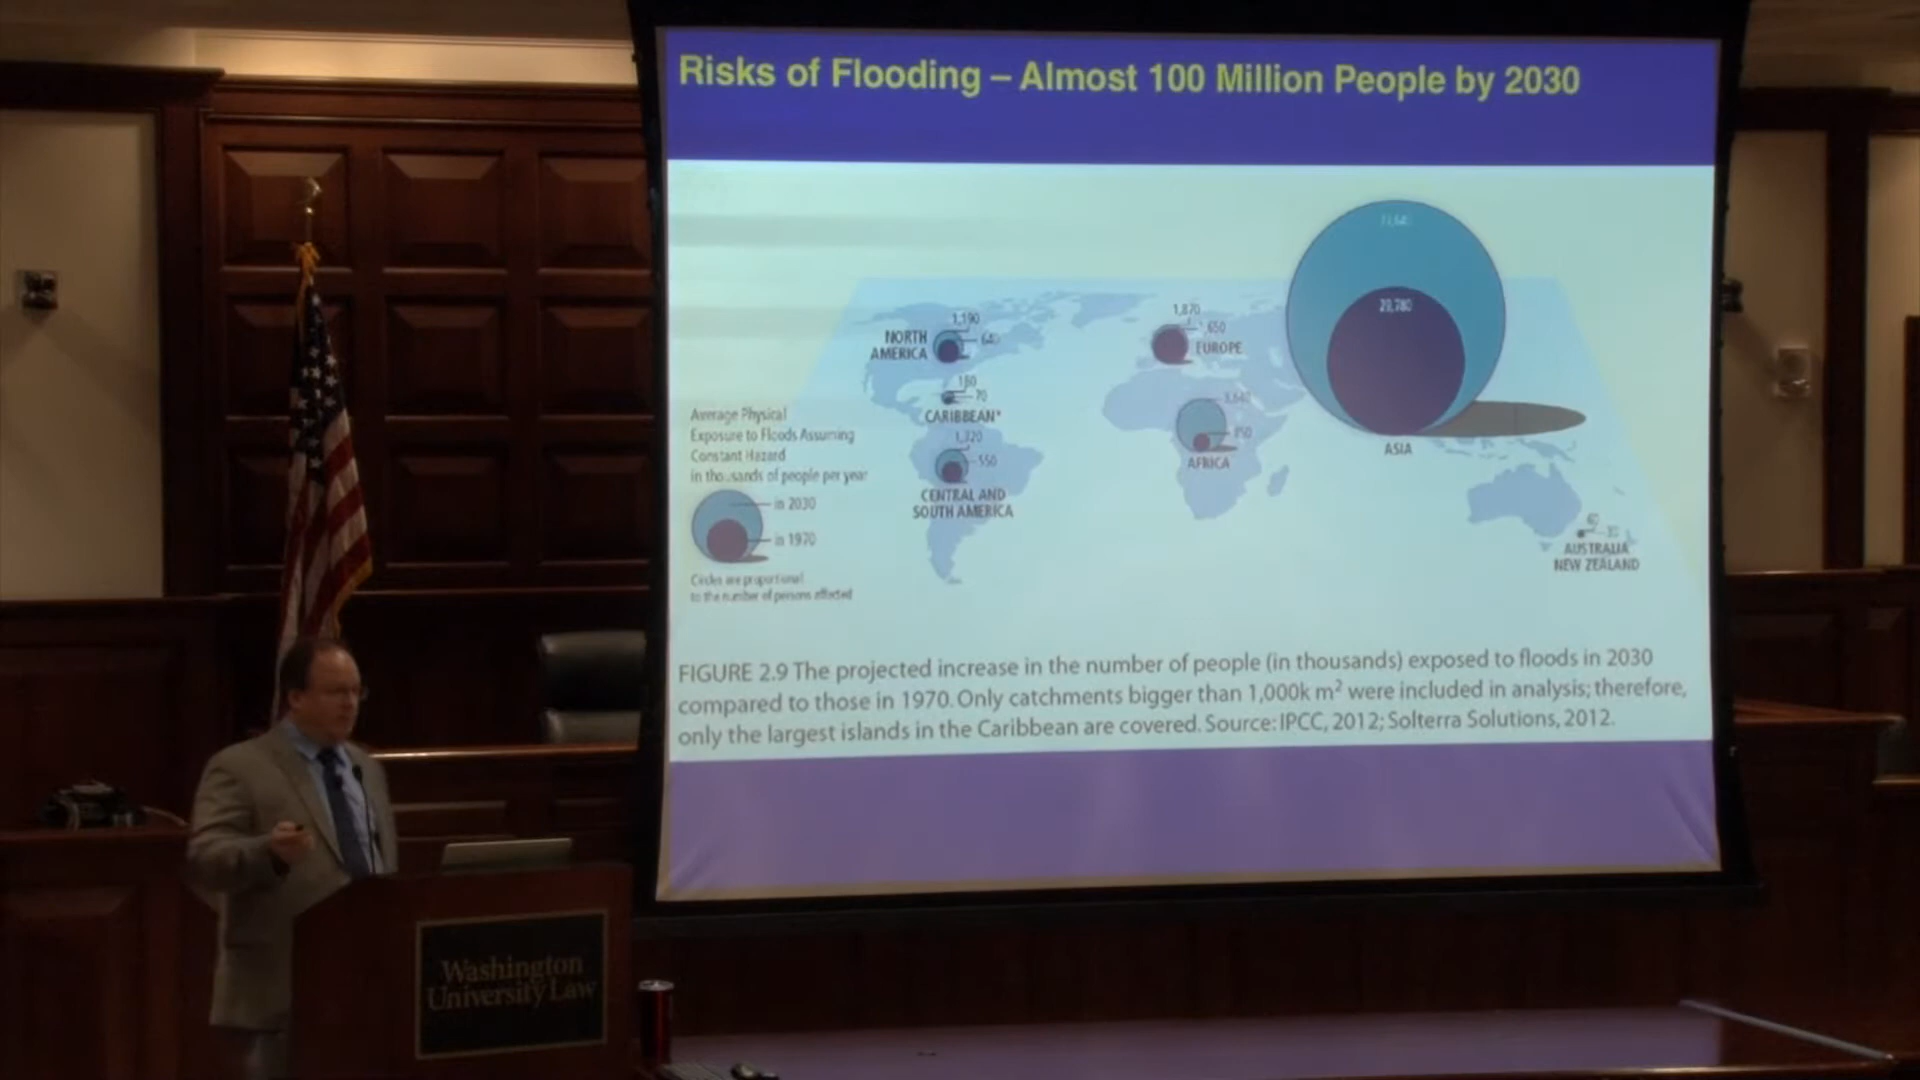 Risks of Flooding – Almost 100 Million People by 2030
1,190
NORTH
AMERICA
180
70
CARIBBEAN*
1,320
550
CENTRAL AND
SOUTH AMERICA
1,870
1,650
EUROPE
850
AFRICA
29,780
ASIA
AUSTRALIA
NEW ZEALAND
Average Physical
Exposure to Floods Assuming
Constant Hazard
in thousands of people per year
in 2030
in 1970
Circles are proportional
to the number of persons affected
FIGURE 2.9 The projected increase in the number of people (in thousands) exposed to floods in 2030
compared to those in 1970. Only catchments bigger than 1,000k m² were included in analysis; therefore,
only the largest islands in the Caribbean are covered. Source: IPCC, 2012; Solterra Solutions, 2012.
Washington
University Law